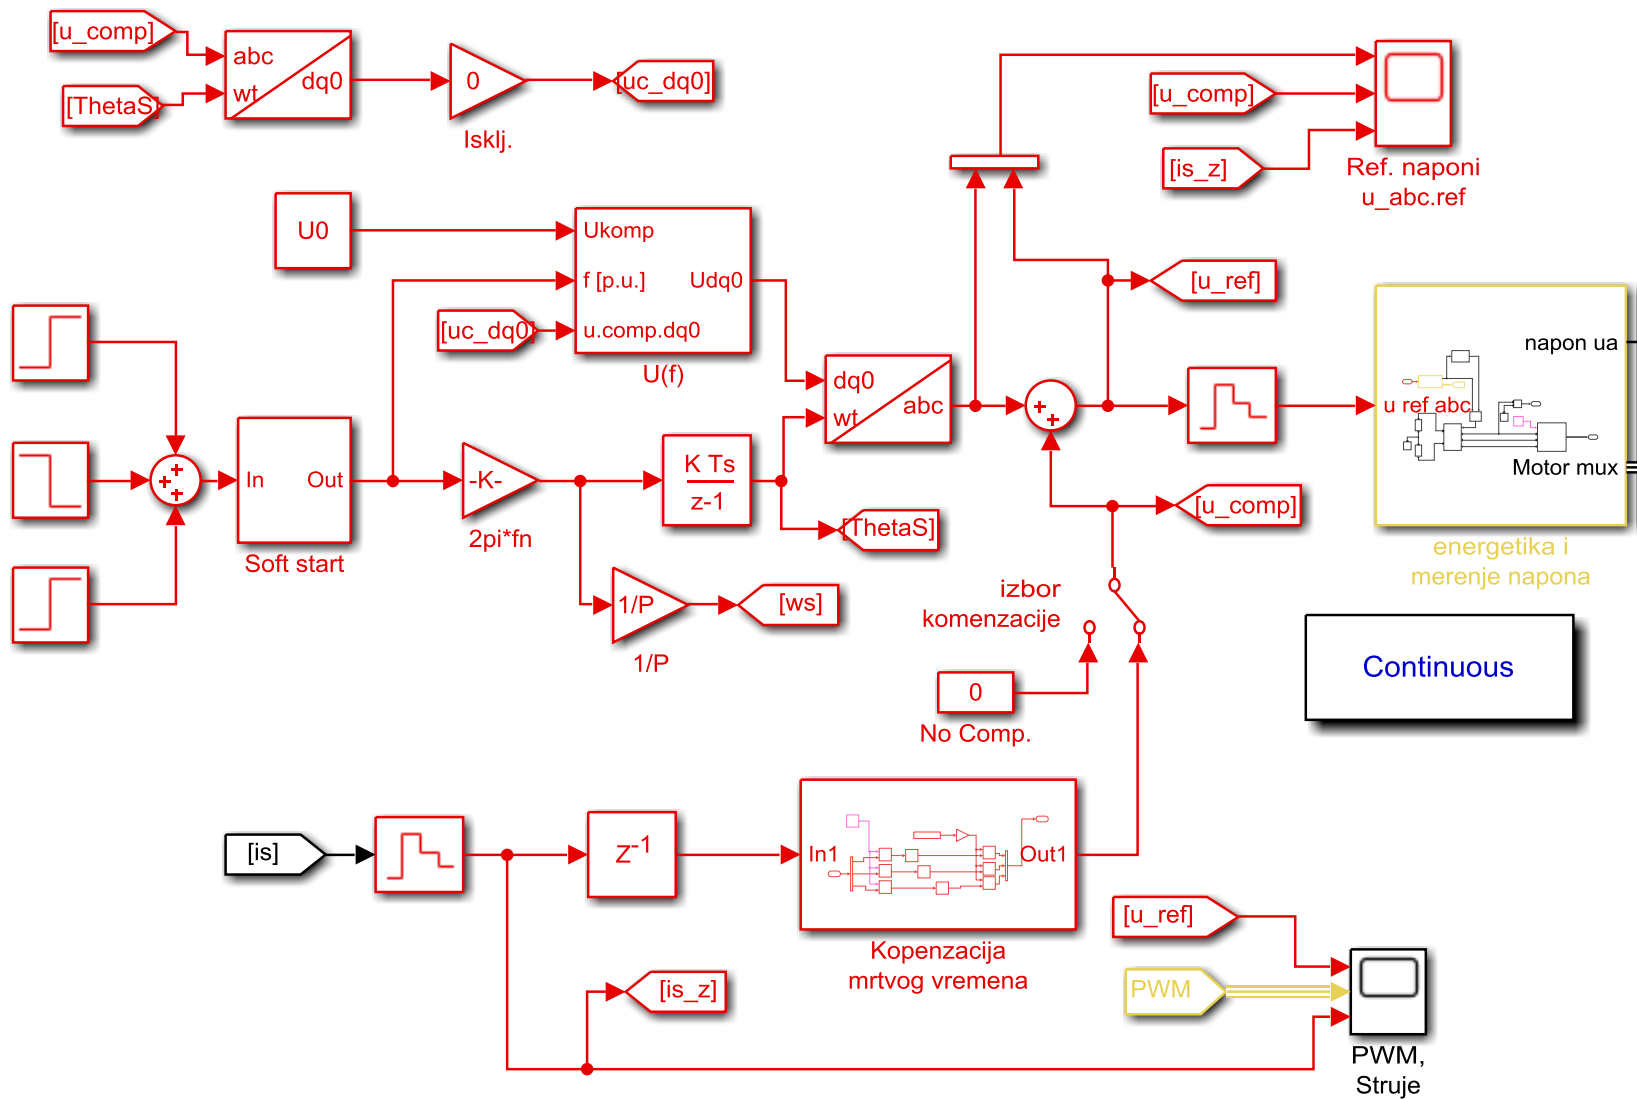 [u_comp]
abc
wt
dq0
[ThetaS]
0
Isklj.
[uc_dq0]
[u_comp]
[is_z]
Ref. naponi
u_abc.ref
U0
Ukomp
f [p.u.]
u.comp.dq0
Udq0
U(f)
[uc_dq0]
[u_ref]
dq0
wt
abc
napon ua
u ref abc
Motor mux
energetika i
merenje napona
In
Out
Soft start
-K-
2pi*fn
K Ts
z-1
[ThetaS]
1/P
1/P
[ws]
[u_comp]
izbor
komenzacije
0
No Comp.
Continuous
[is]
z-1
In1
Out1
Kopenzacija
mrtvog vremena
[is_z]
[u_ref]
PWM
PWM,
Struje